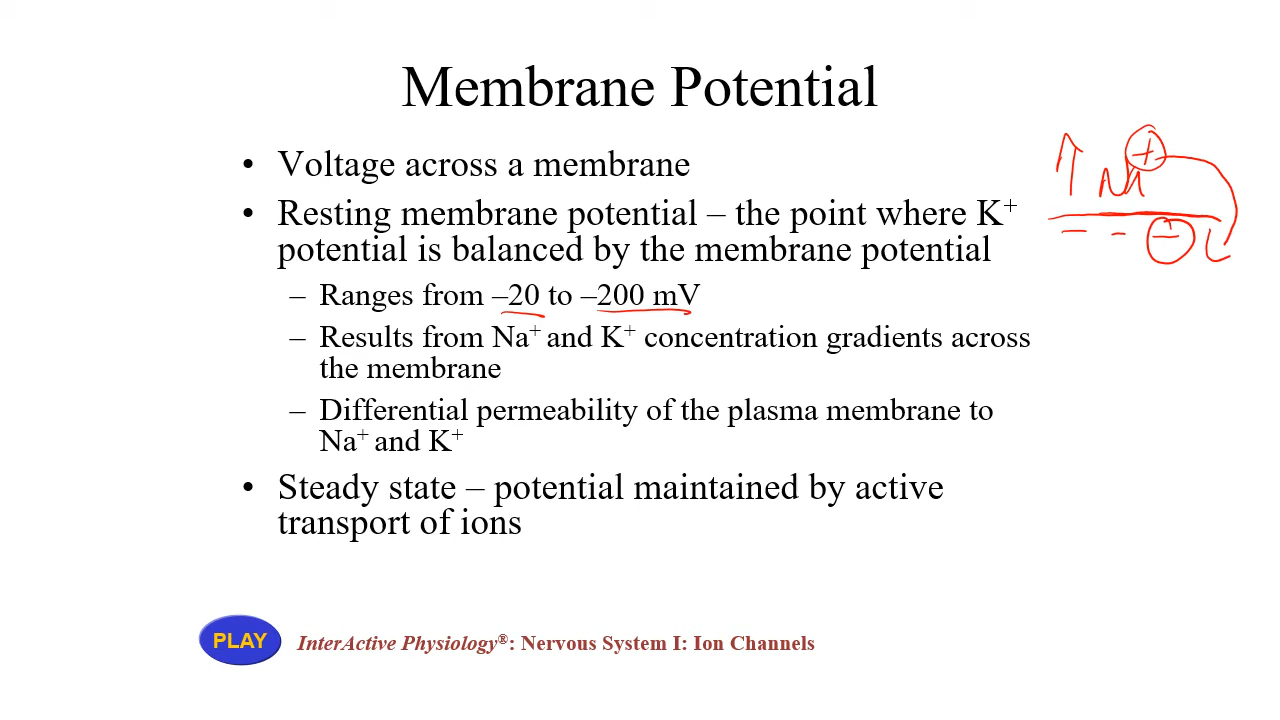 Membrane Potential
• Voltage across a membrane
• Resting membrane potential – the point where K+
potential is balanced by the membrane potential
– Ranges from –20 to –200 mV
– Results from Na+ and K+ concentration gradients across
the membrane
– Differential permeability of the plasma membrane to
Na+ and K+
• Steady state – potential maintained by active
transport of ions
↑ Na+
– – –
PLAY InterActive Physiology®: Nervous System I: Ion Channels